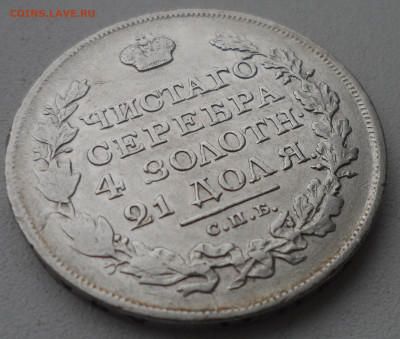 COINS.LAVE.RU
ЧИСТАГО
СЕРЕБРА
4 ЗОЛОТН.
21 ДОЛЯ.
С.П.Б.